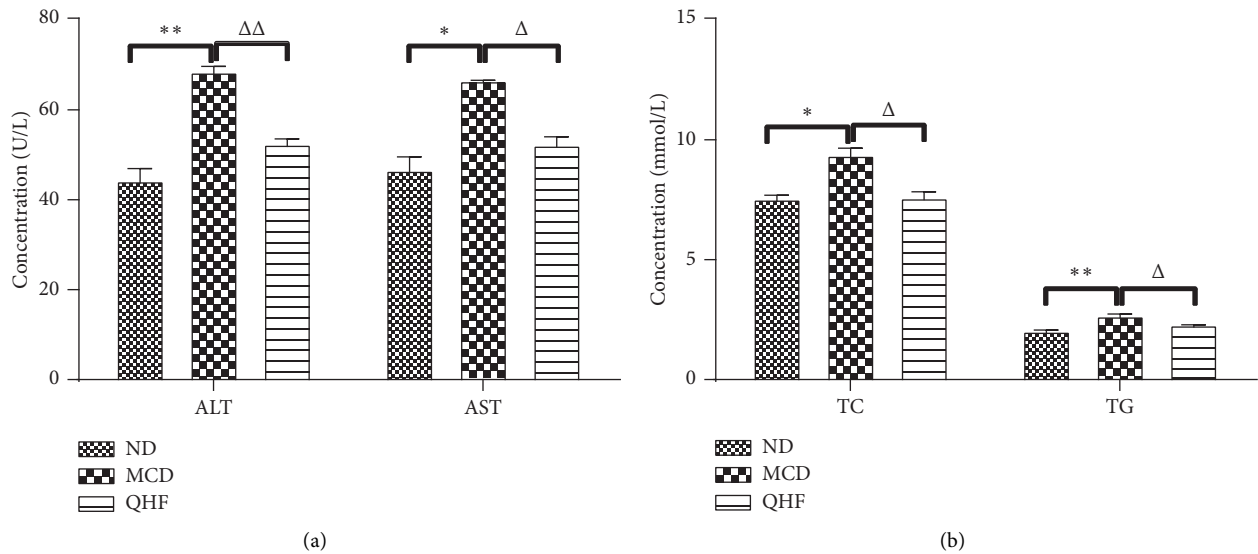 80
60
40
20
0
Concentration (U/L)
** ΔΔ
* Δ
ALT AST
ND
MCD
QHF
(a)
15
10
5
0
Concentration (mmol/L)
* Δ
** Δ
TC TG
ND
MCD
QHF
(b)